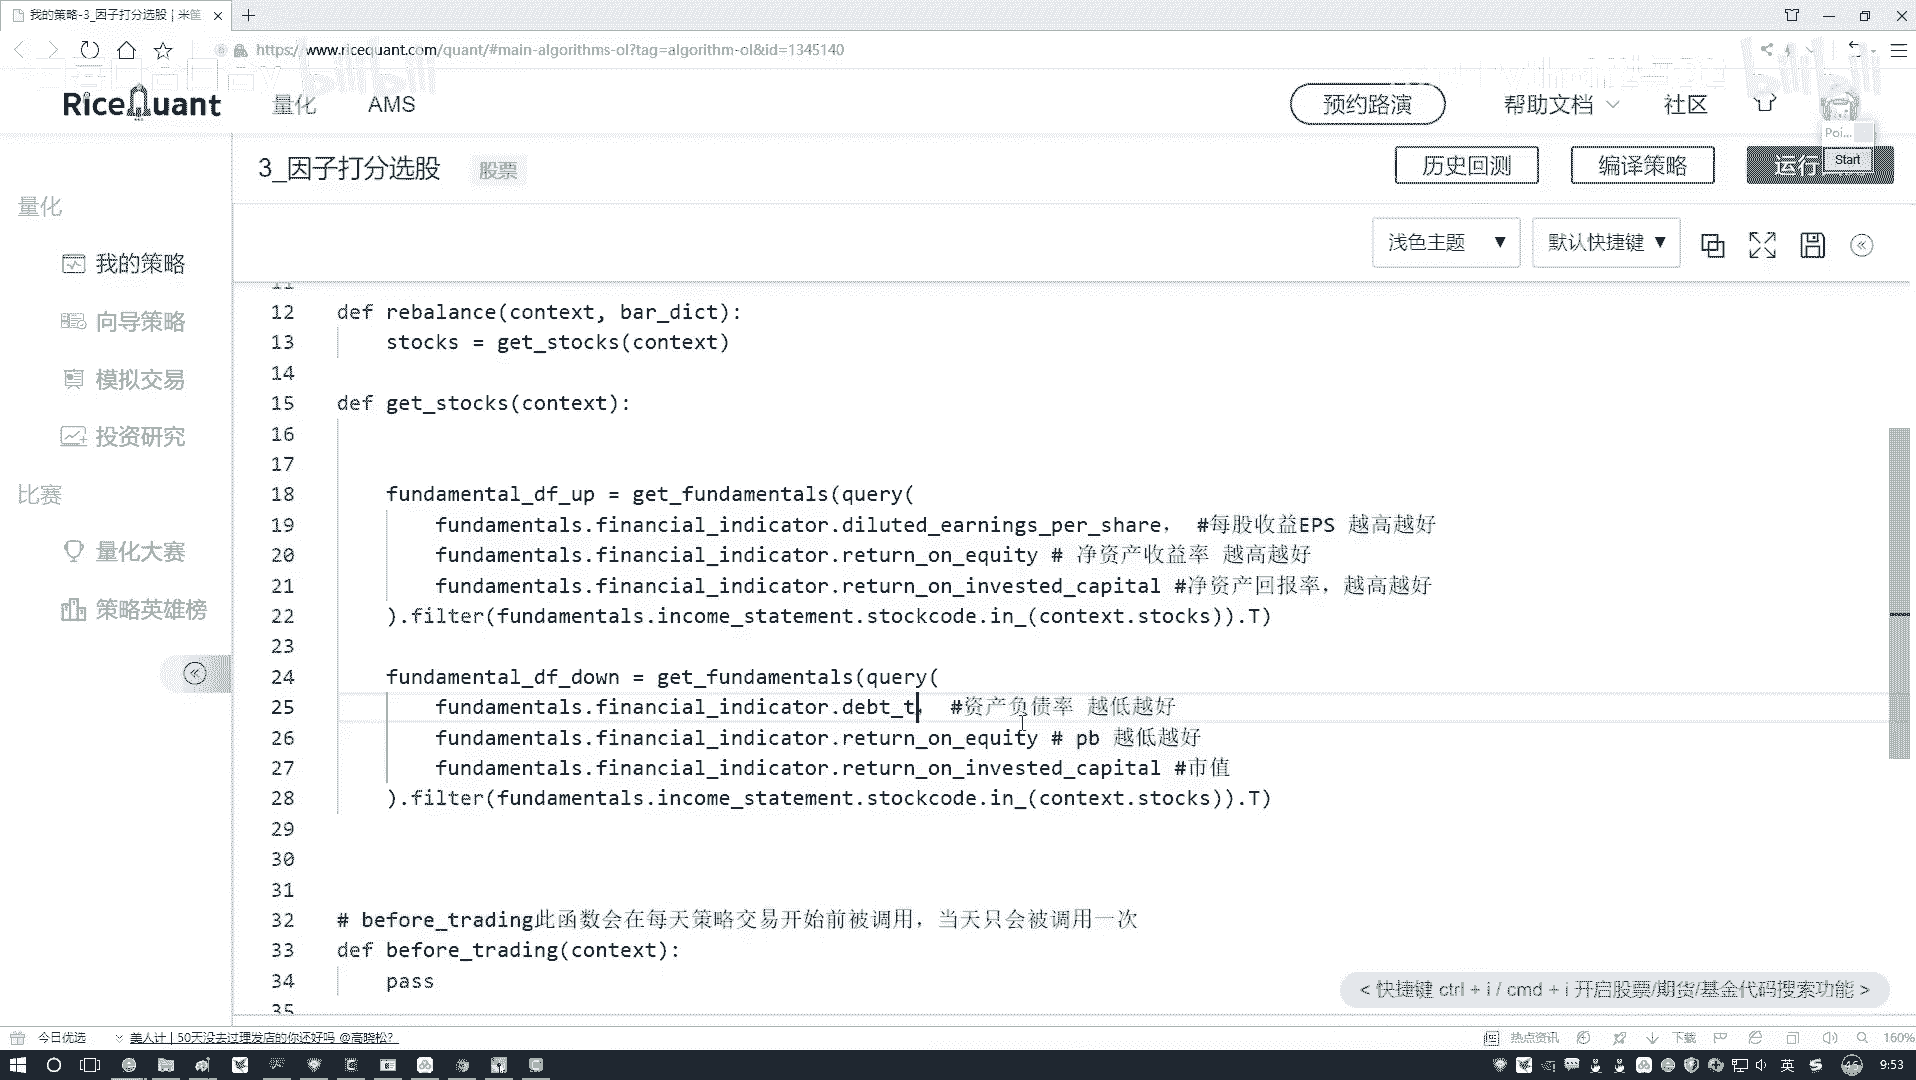 我的策略-3_因子打分选股 | 米筐
https://www.ricequant.com/quant/#main-algorithms-ol?tag=algorithm-ol&id=1345140
bilibili
RiceQuant 量化 AMS 预约路演 帮助文档 社区
Poi...
Start
3_因子打分选股 股票 历史回测 编译策略 运行
量化
我的策略
向导策略
模拟交易
投资研究
比赛
量化大赛
策略英雄榜
浅色主题 ▼ 默认快捷键 ▼
11
12 def rebalance(context, bar_dict):
13 stocks = get_stocks(context)
14
15 def get_stocks(context):
16
17
18 fundamental_df_up = get_fundamentals(query(
19 fundamentals.financial_indicator.diluted_earnings_per_share， #每股收益EPS 越高越好
20 fundamentals.financial_indicator.return_on_equity # 净资产收益率 越高越好
21 fundamentals.financial_indicator.return_on_invested_capital #净资产回报率，越高越好
22 ).filter(fundamentals.income_statement.stockcode.in_(context.stocks)).T)
23
24 fundamental_df_down = get_fundamentals(query(
25 fundamentals.financial_indicator.debt_t， #资产负债率 越低越好
26 fundamentals.financial_indicator.return_on_equity # pb 越低越好
27 fundamentals.financial_indicator.return_on_invested_capital #市值
28 ).filter(fundamentals.income_statement.stockcode.in_(context.stocks)).T)
29
30
31
32 # before_trading此函数会在每天策略交易开始前被调用，当天只会被调用一次
33 def before_trading(context):
34 pass
35
< 快捷键 ctrl + i / cmd + i 开启股票/期货/基金代码搜索功能 >
今日优选 美人计 | 50天没去过理发店的你还好吗 @高晓松? 热点资讯 下载 160%
英 45 9:53